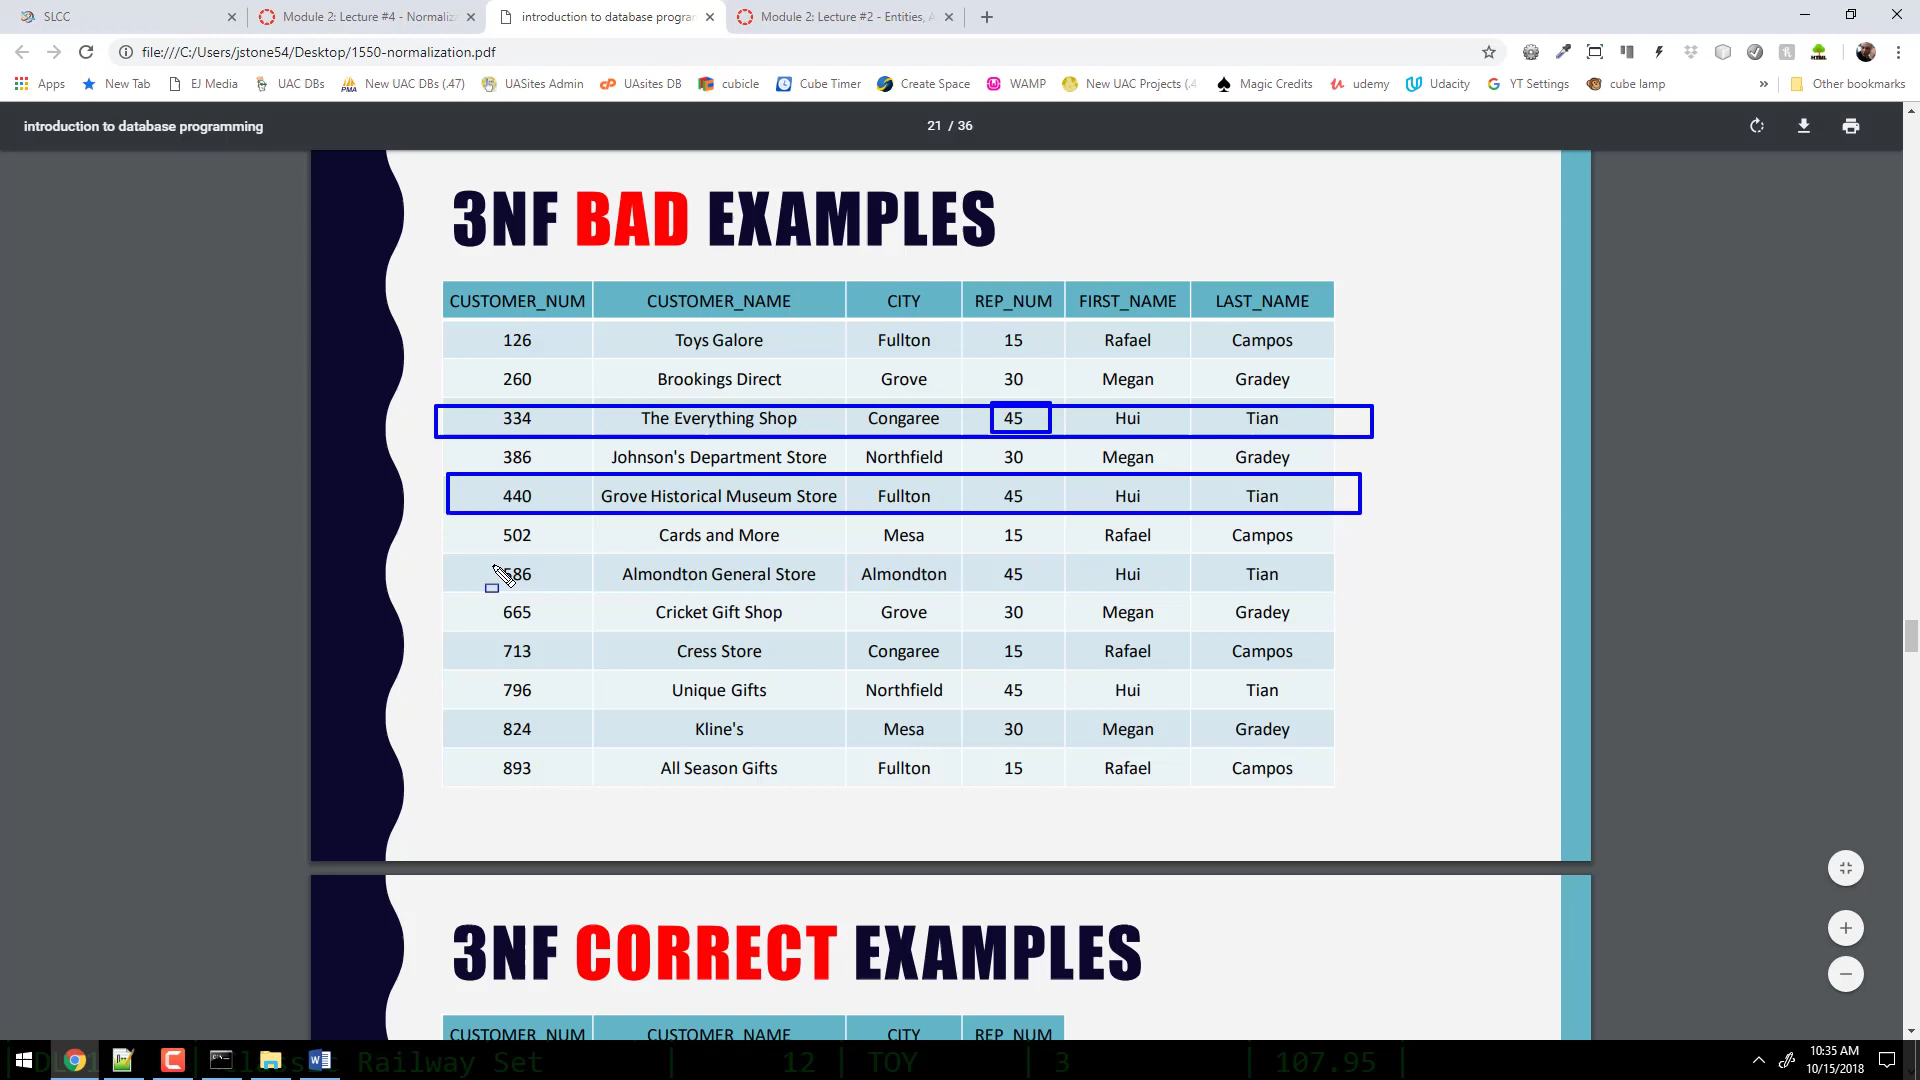 SLCC
Module 2: Lecture #4 - Normaliz
introduction to database progra
Module 2: Lecture #2 - Entities,
file:///C:/Users/jstone54/Desktop/1550-normalization.pdf
Apps New Tab EJ Media UAC DBs New UAC DBs (.47) UASites Admin UAsites DB cubicle Cube Timer Create Space WAMP New UAC Projects (.4 Magic Credits udemy Udacity YT Settings cube lamp » Other bookmarks
introduction to database programming 21 / 36
3NF BAD EXAMPLES
CUSTOMER_NUM CUSTOMER_NAME CITY REP_NUM FIRST_NAME LAST_NAME
126 Toys Galore Fullton 15 Rafael Campos
260 Brookings Direct Grove 30 Megan Gradey
334 The Everything Shop Congaree 45 Hui Tian
386 Johnson's Department Store Northfield 30 Megan Gradey
440 Grove Historical Museum Store Fullton 45 Hui Tian
502 Cards and More Mesa 15 Rafael Campos
586 Almondton General Store Almondton 45 Hui Tian
665 Cricket Gift Shop Grove 30 Megan Gradey
713 Cress Store Congaree 15 Rafael Campos
796 Unique Gifts Northfield 45 Hui Tian
824 Kline's Mesa 30 Megan Gradey
893 All Season Gifts Fullton 15 Rafael Campos
3NF CORRECT EXAMPLES
CUSTOMER_NUM CUSTOMER_NAME CITY REP_NUM
Railway Set | 12 | TOY | 3 | 107.95 |
10:35 AM
10/15/2018